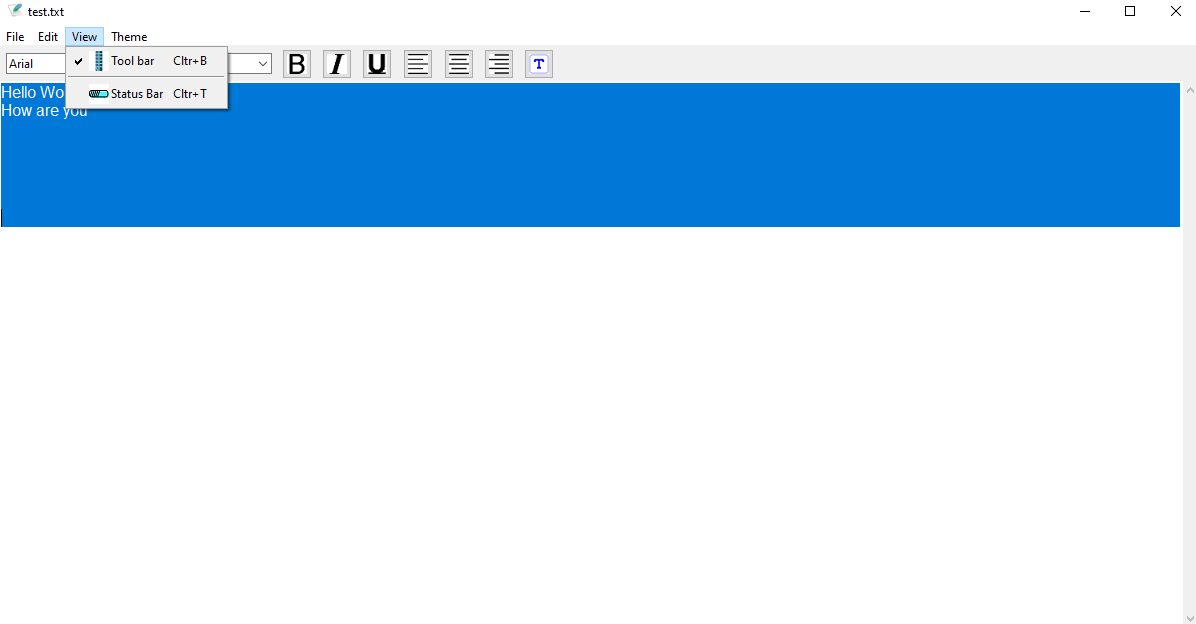 test.txt
File Edit View Theme
Arial
Tool bar Cltr+B
Status Bar Cltr+T
B I U T
Hello Wo
How are you